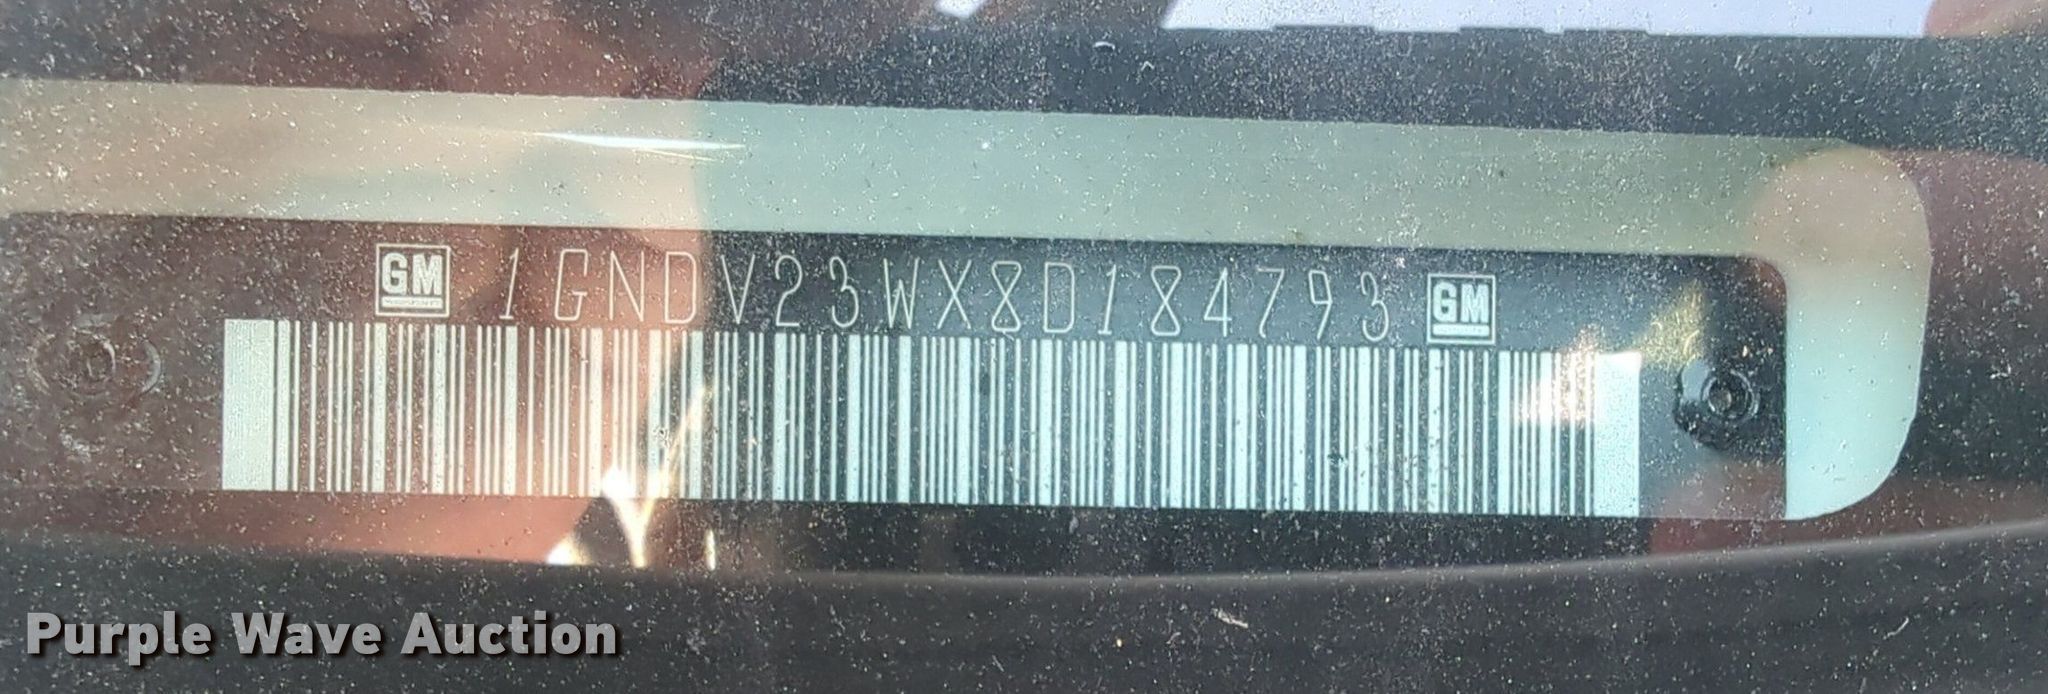 GM 1GNDV23WX8D184793 GM
Purple Wave Auction